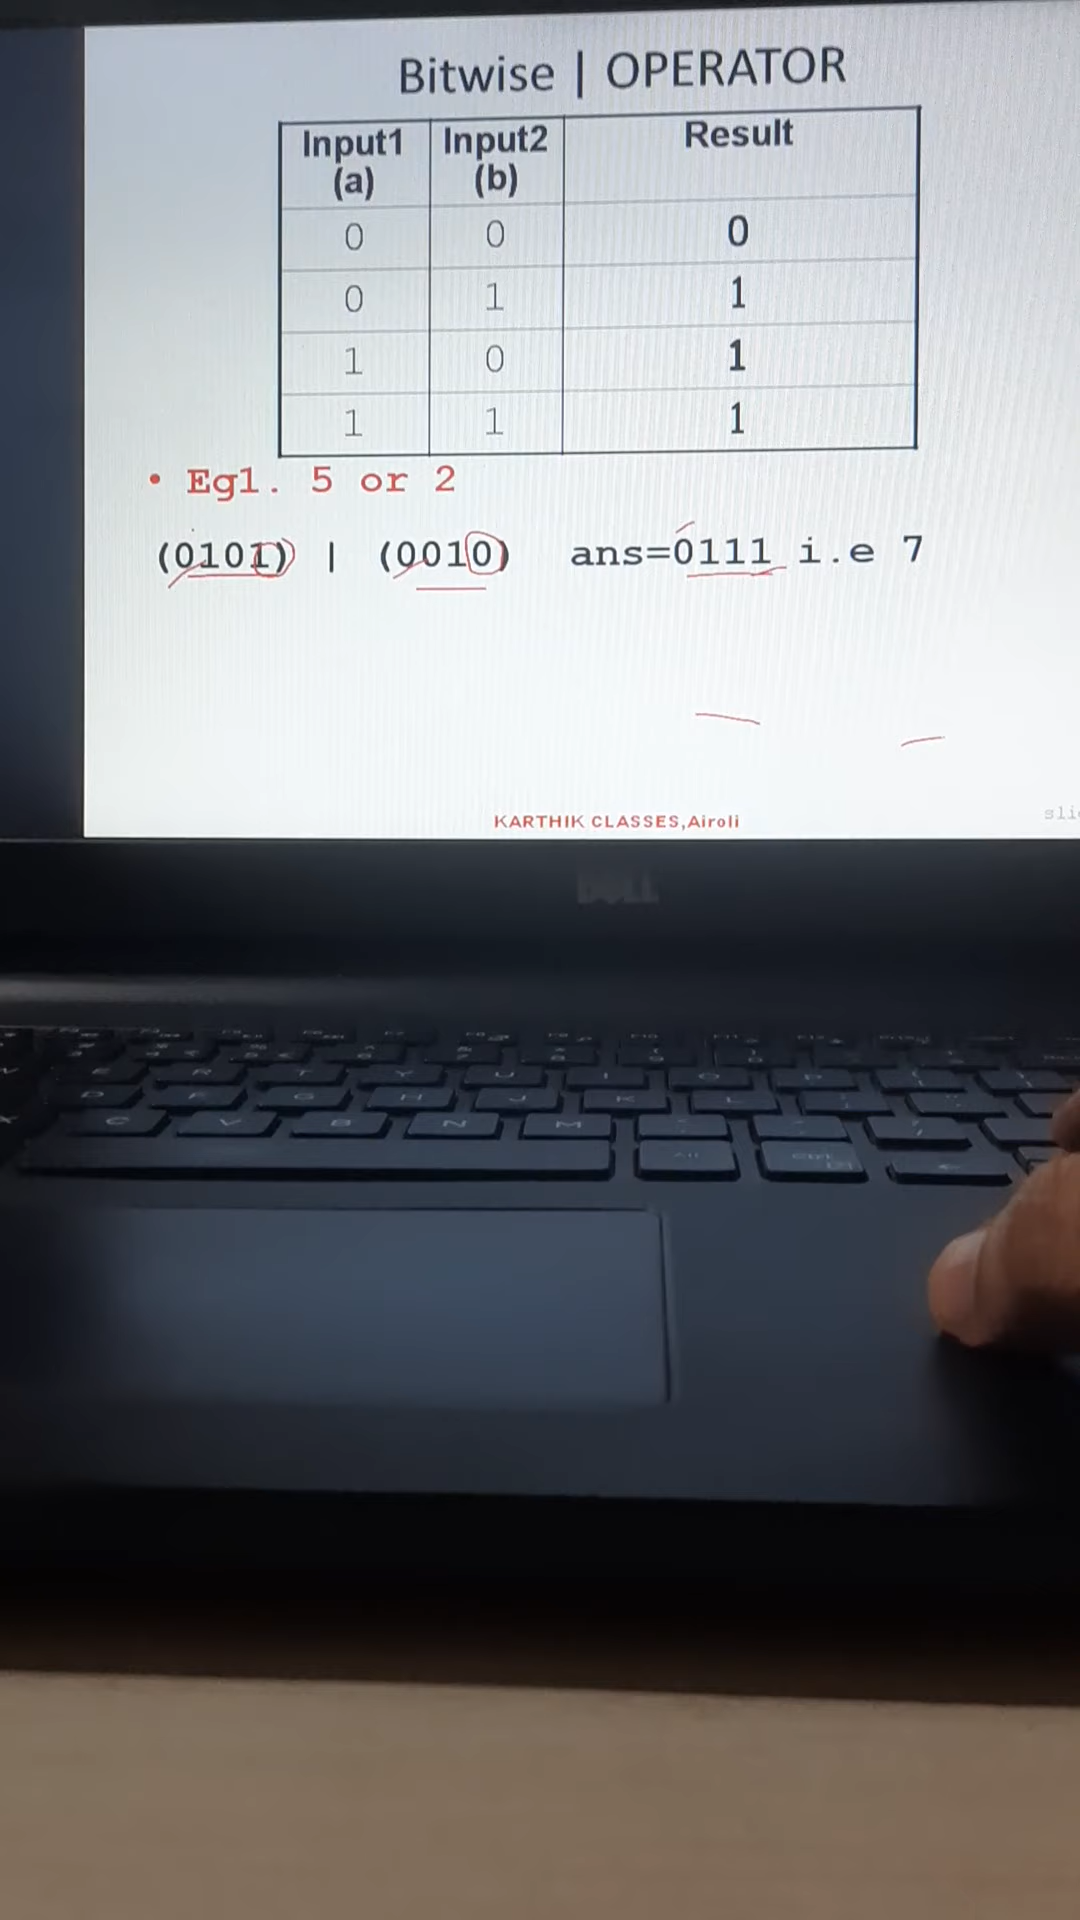 Bitwise | OPERATOR
Input1 (a) Input2 (b) Result
0 0 0
0 1 1
1 0 1
1 1 1
• Eg1. 5 or 2
(0101) | (0010) ans=0111 i.e 7
KARTHIK CLASSES,Airoli
DELL